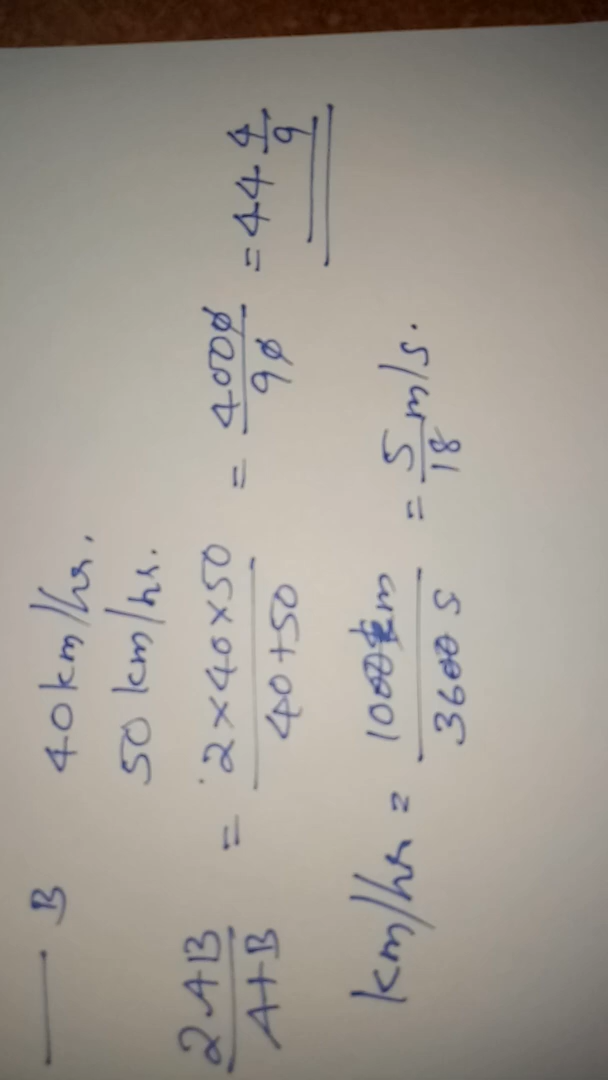 — B 40 km/hr.
50 km/hr.
2AB/A+B = 2×40×50/40+50 = 4000/90 = 44 4/9
km/hr = 1000 m/3600 s = 5/18 m/s.